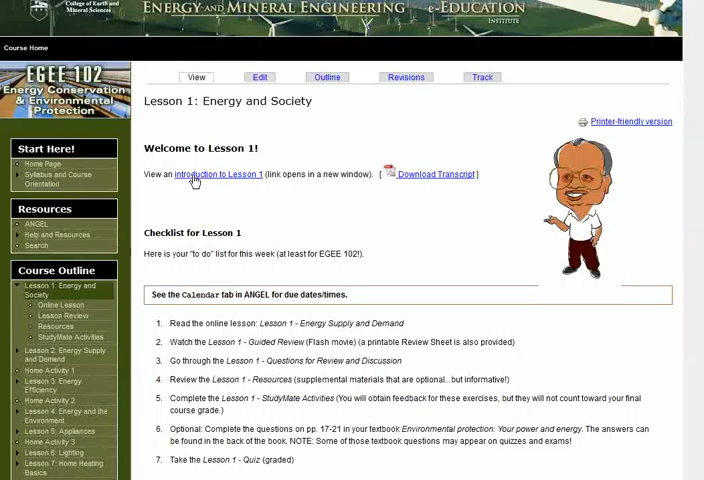 College of Earth and
Mineral Sciences
ENERGY AND MINERAL ENGINEERING e-EDUCATION
INSTITUTE
Course Home
EGEE 102
Energy Conservation
& Environmental
Protection
View Edit Outline Revisions Track
Lesson 1: Energy and Society
Printer-friendly version
Start Here!
Home Page
Syllabus and Course
Orientation
Welcome to Lesson 1!
View an introduction to Lesson 1 (link opens in a new window). [ Download Transcript ]
Resources
ANGEL
Help and Resources
Search
Checklist for Lesson 1
Here is your "to do" list for this week (at least for EGEE 102!).
Course Outline
Lesson 1: Energy and
Society
Online Lesson
Lesson Review
Resources
StudyMate Activities
Lesson 2: Energy Supply
and Demand
Home Activity 1
Lesson 3: Energy
Efficiency
Home Activity 2
Lesson 4: Energy and the
Environment
Lesson 5: Appliances
Home Activity 3
Lesson 6: Lighting
Lesson 7: Home Heating
Basics
See the Calendar tab in ANGEL for due dates/times.
1. Read the online lesson: Lesson 1 - Energy Supply and Demand
2. Watch the Lesson 1 - Guided Review (Flash movie) (a printable Review Sheet is also provided)
3. Go through the Lesson 1 - Questions for Review and Discussion
4. Review the Lesson 1 - Resources (supplemental materials that are optional...but informative!)
5. Complete the Lesson 1 - StudyMate Activities (You will obtain feedback for these exercises, but they will not count toward your final
course grade.)
6. Optional: Complete the questions on pp. 17-21 in your textbook Environmental protection: Your power and energy. The answers can
be found in the back of the book. NOTE: Some of those textbook questions may appear on quizzes and exams!
7. Take the Lesson 1 - Quiz (graded)